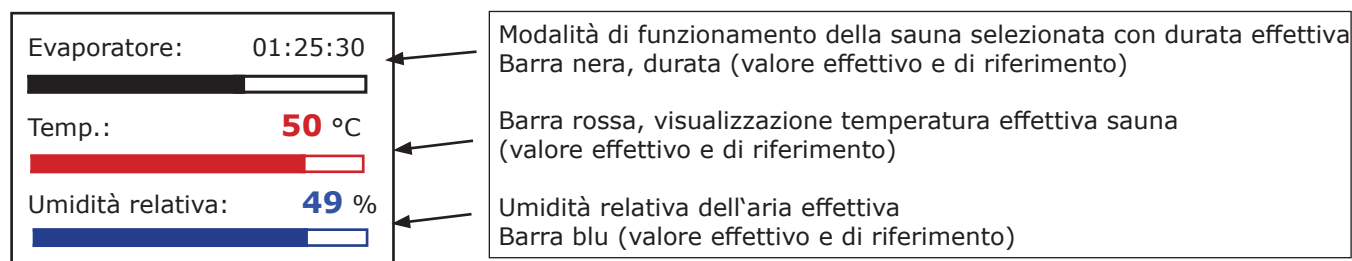 Evaporatore: 01:25:30
Temp.: 50 °C
Umidità relativa: 49 %
Modalità di funzionamento della sauna selezionata con durata effettiva
Barra nera, durata (valore effettivo e di riferimento)
Barra rossa, visualizzazione temperatura effettiva sauna
(valore effettivo e di riferimento)
Umidità relativa dell‘aria effettiva
Barra blu (valore effettivo e di riferimento)